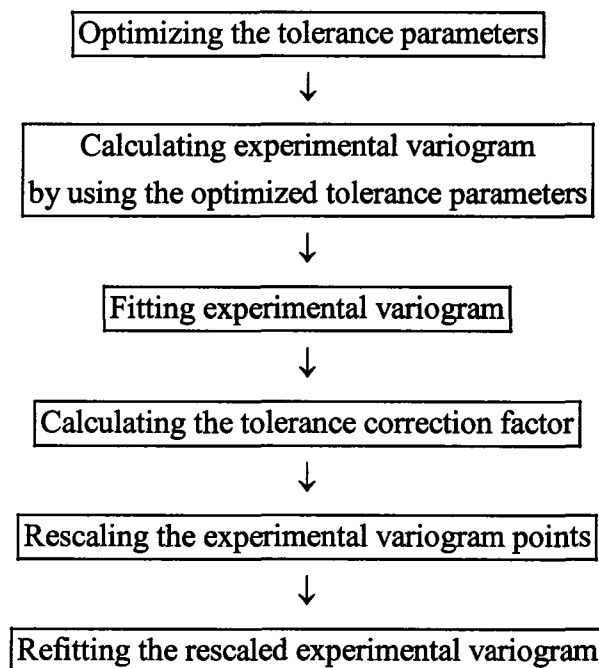 Optimizing the tolerance parameters
↓
Calculating experimental variogram
by using the optimized tolerance parameters
↓
Fitting experimental variogram
↓
Calculating the tolerance correction factor
↓
Rescaling the experimental variogram points
↓
Refitting the rescaled experimental variogram